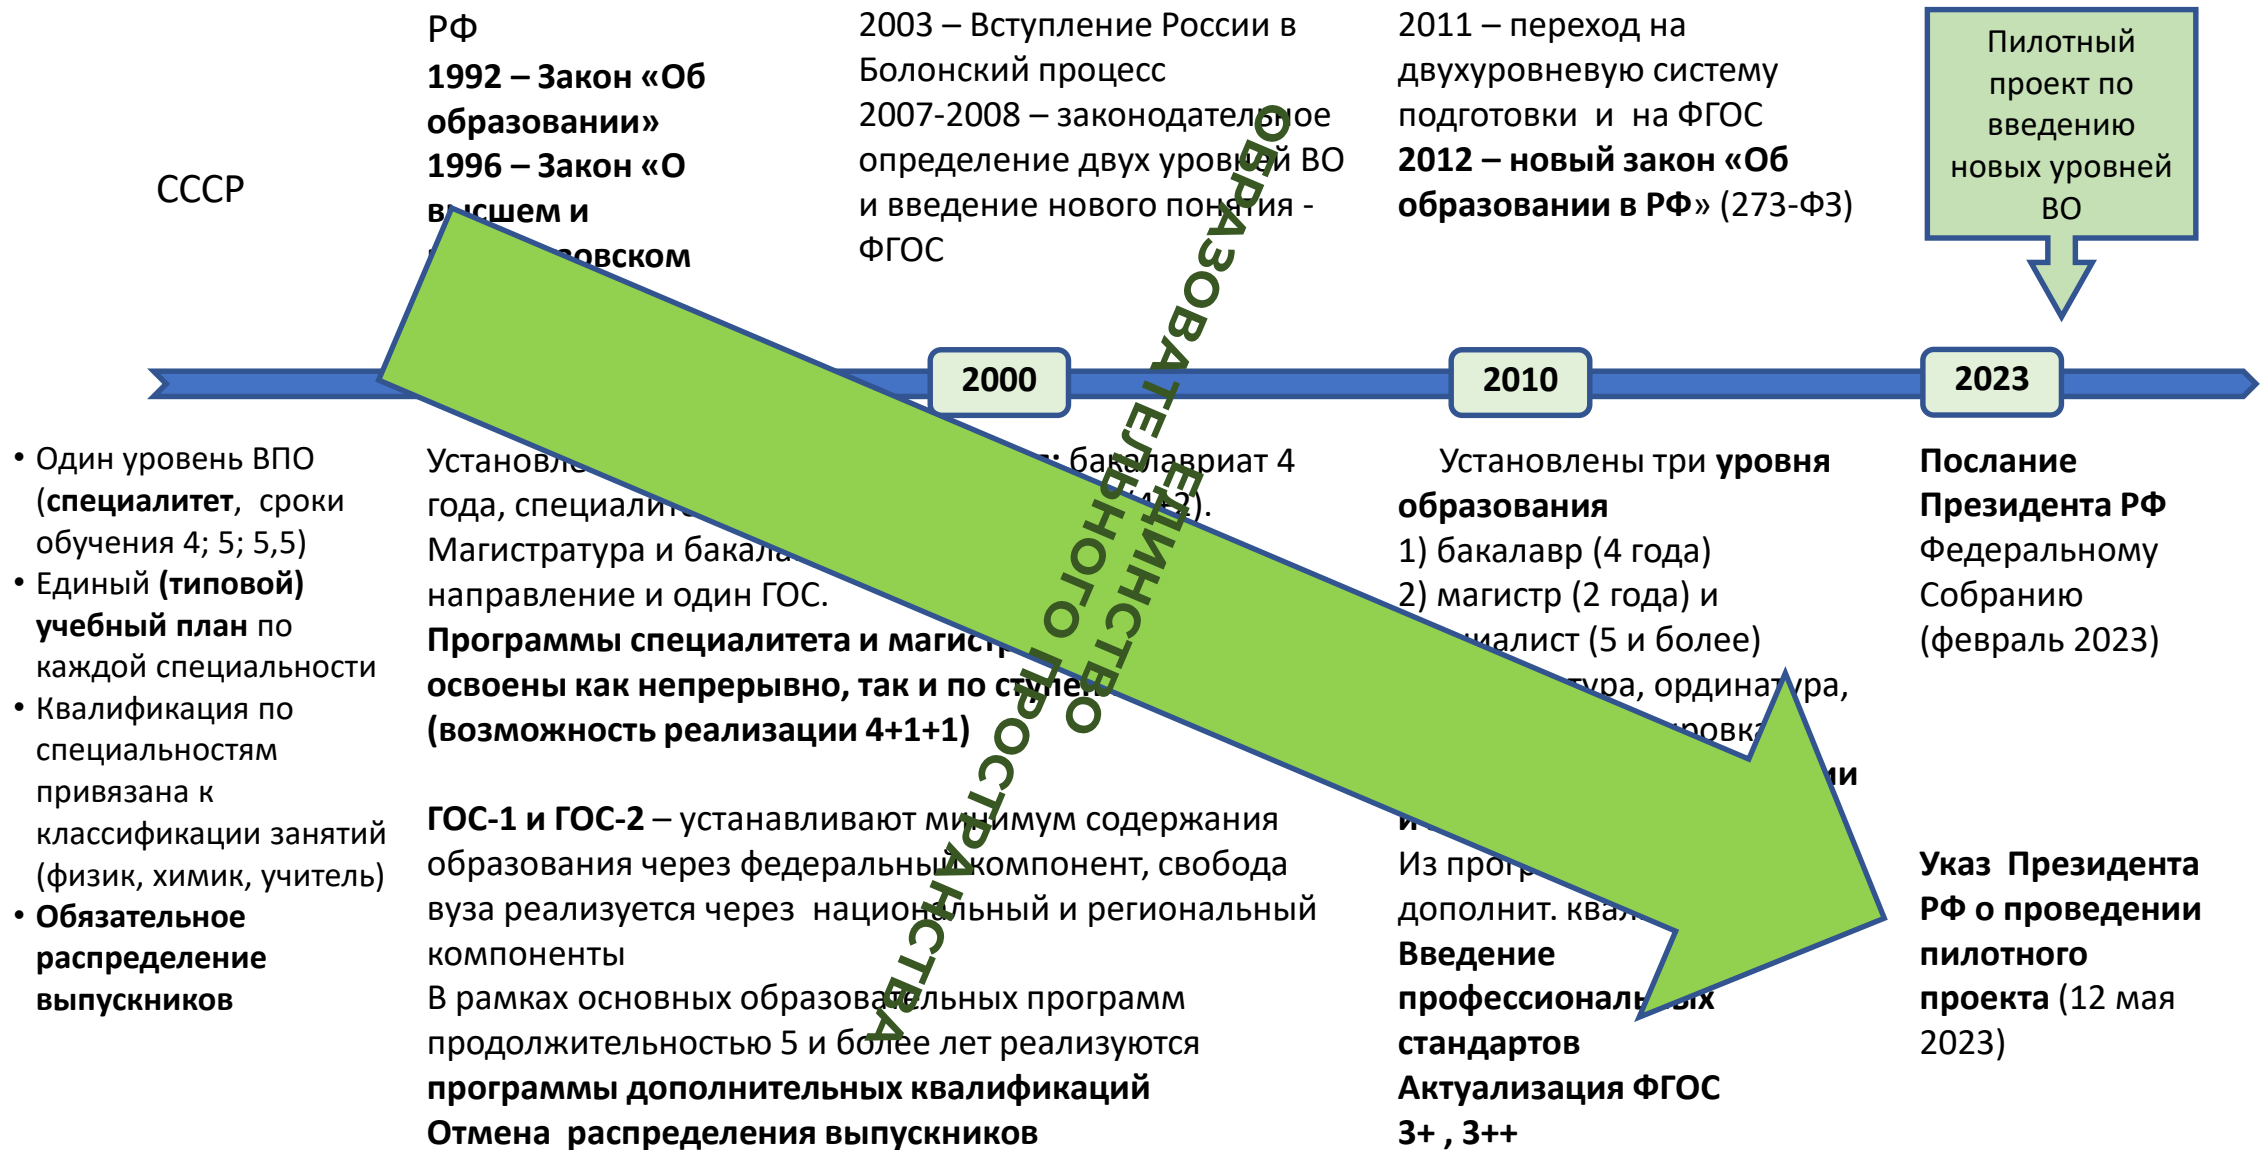 СССР
РФ
1992 – Закон «Об
образовании»
1996 – Закон «О
высшем и
2003 – Вступление России в
Болонский процесс
2007-2008 – законодательное
определение двух уровней ВО
и введение нового понятия -
ФГОС
2011 – переход на
двухуровневую систему
подготовки и на ФГОС
2012 – новый закон «Об
образовании в РФ» (273-ФЗ)
Пилотный
проект по
введению
новых уровней
ВО
2000
2010
2023
• Один уровень ВПО
(специалитет, сроки
обучения 4; 5; 5,5)
• Единый (типовой)
учебный план по
каждой специальности
• Квалификация по
специальностям
привязана к
классификации занятий
(физик, химик, учитель)
• Обязательное
распределение
выпускников
бакалавриат 4
года, (4+2).
Магистратура и
направление и один ГОС.
Программы специалитета и
освоены как непрерывно, так и по
(возможность реализации 4+1+1)
ГОС-1 и ГОС-2 – устанавливают минимум содержания
образования через федеральный компонент, свобода
вуза реализуется через национальный и региональный
компоненты
В рамках основных образовательных программ
продолжительностью 5 и более лет реализуются
программы дополнительных квалификаций
Отмена распределения выпускников
ЕДИНСТВО
ОБРАЗОВАТЕЛЬНОГО ПРОСТРАНСТВА
Установлены три уровня
образования
1) бакалавр (4 года)
2) магистр (2 года) и
(5 и более)
ординатура,
Из
дополнит.
Введение
профессиональных
стандартов
Актуализация ФГОС
3+ , 3++
Послание
Президента РФ
Федеральному
Собранию
(февраль 2023)
Указ Президента
РФ о проведении
пилотного
проекта (12 мая
2023)